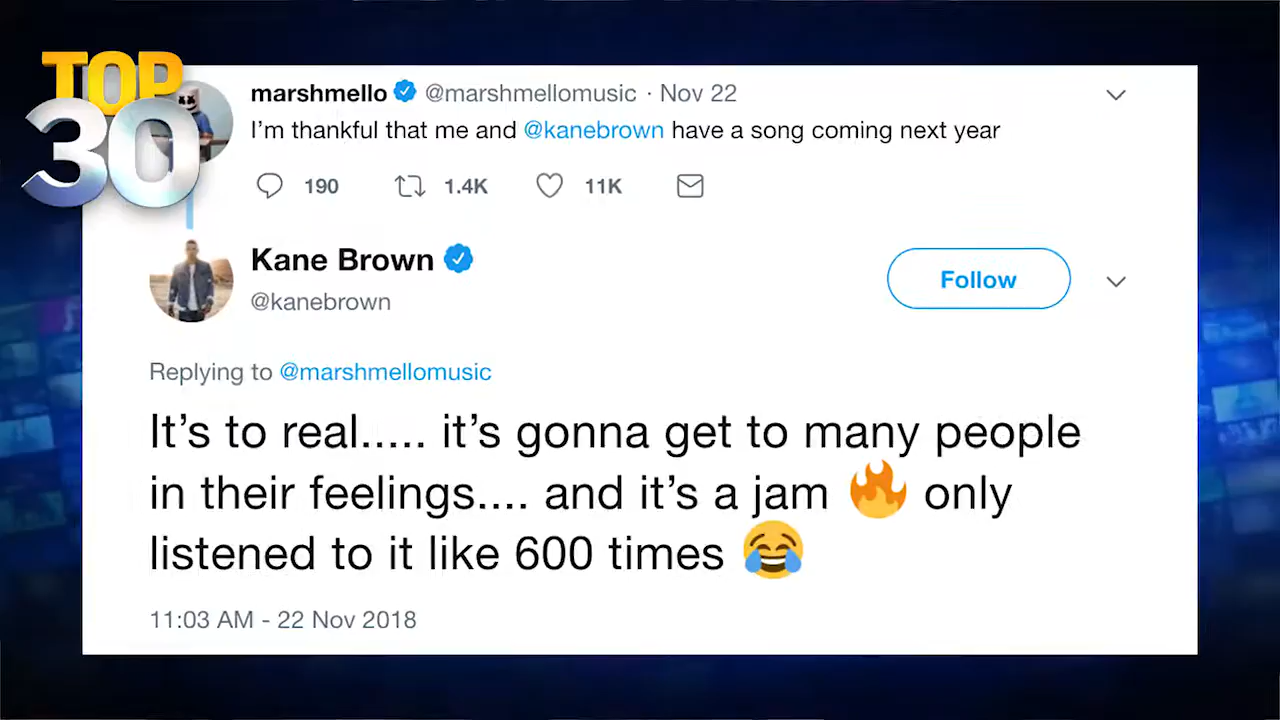 TOP
30
marshmello @marshmellomusic · Nov 22
I'm thankful that me and @kanebrown have a song coming next year
190 1.4K 11K
Kane Brown
@kanebrown
Follow
Replying to @marshmellomusic
It's to real..... it's gonna get to many people
in their feelings.... and it's a jam 🔥 only
listened to it like 600 times 😂
11:03 AM - 22 Nov 2018